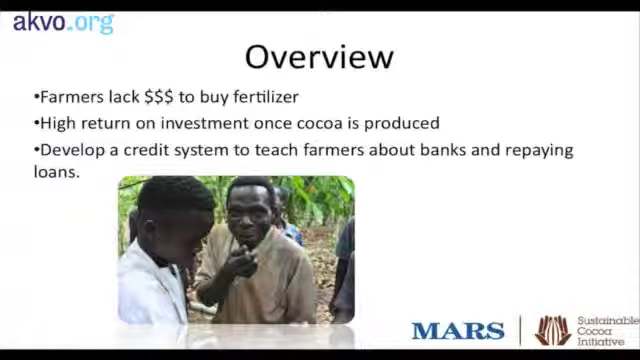 akvo.org
Overview
•Farmers lack $$$ to buy fertilizer
•High return on investment once cocoa is produced
•Develop a credit system to teach farmers about banks and repaying
loans.
MARS
Sustainable
Cocoa
Initiative